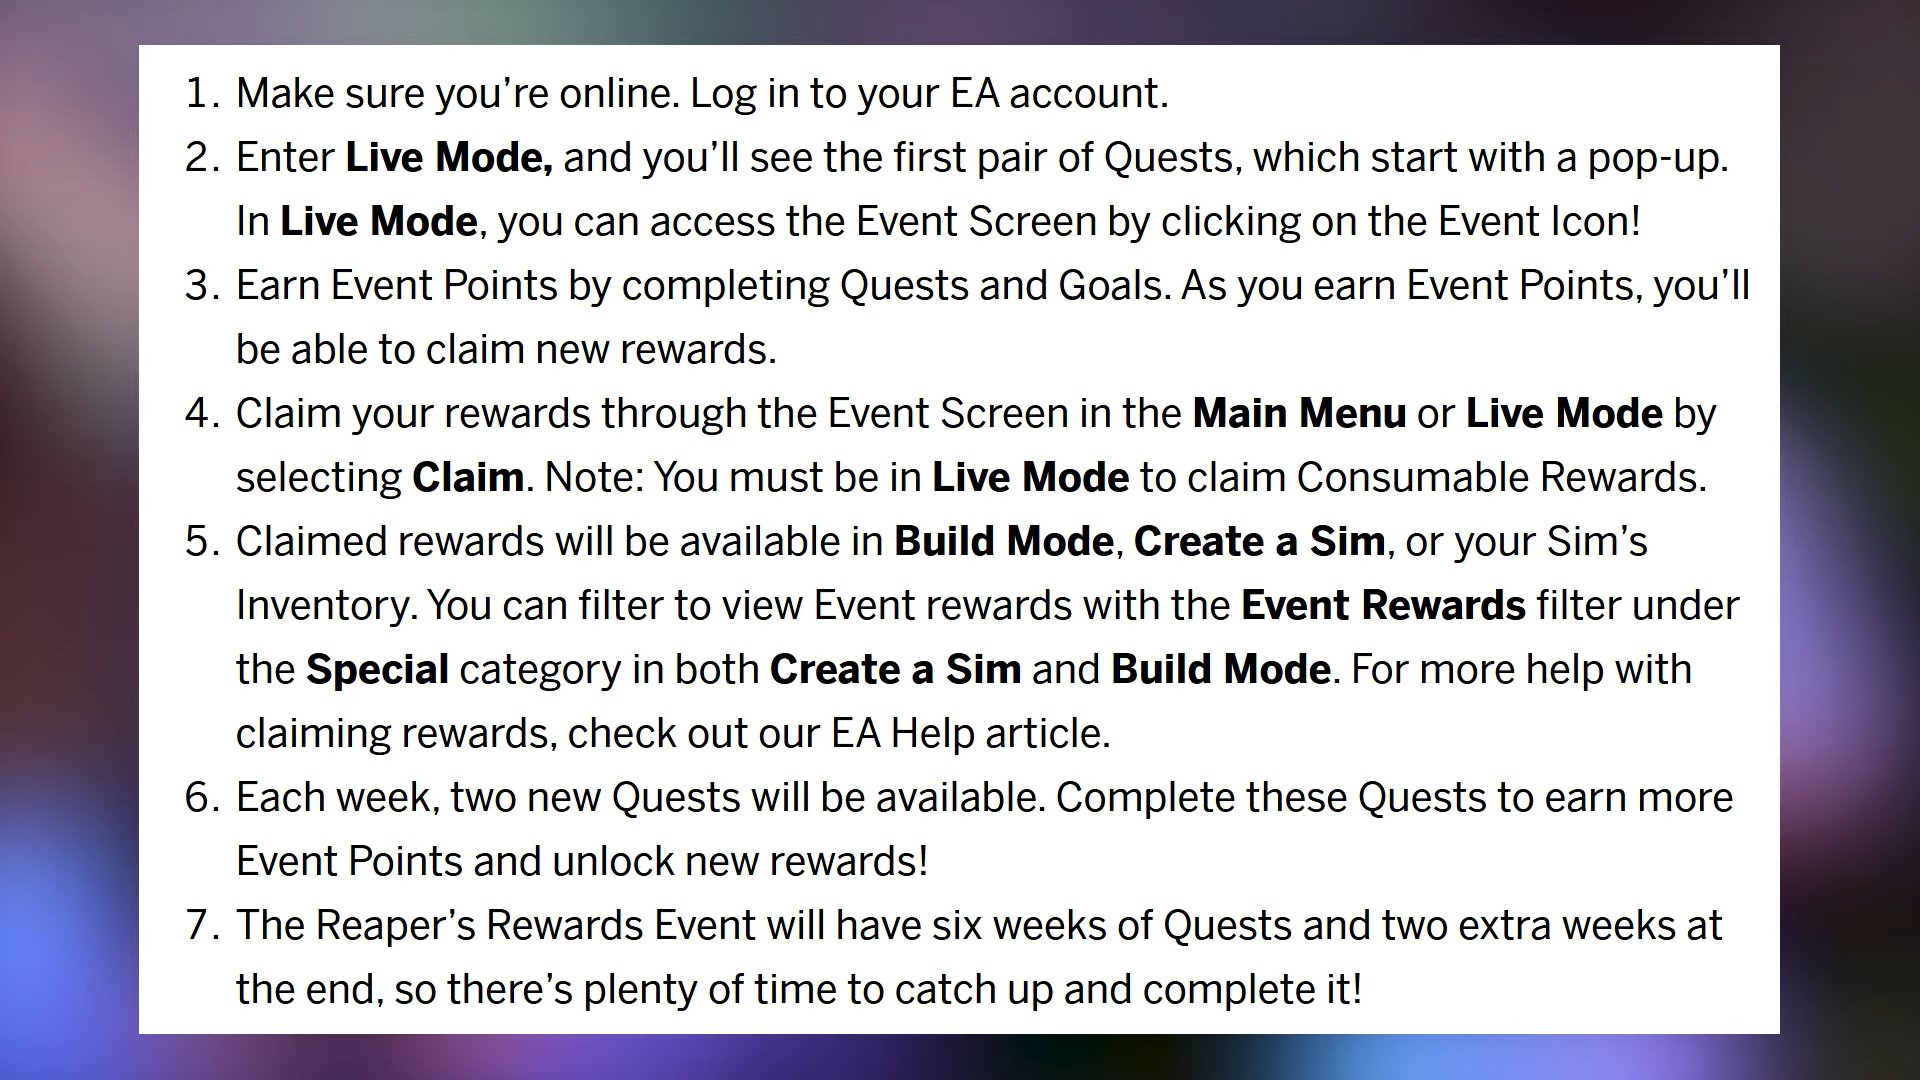 1. Make sure you’re online. Log in to your EA account.
2. Enter Live Mode, and you’ll see the first pair of Quests, which start with a pop-up.
In Live Mode, you can access the Event Screen by clicking on the Event Icon!
3. Earn Event Points by completing Quests and Goals. As you earn Event Points, you’ll
be able to claim new rewards.
4. Claim your rewards through the Event Screen in the Main Menu or Live Mode by
selecting Claim. Note: You must be in Live Mode to claim Consumable Rewards.
5. Claimed rewards will be available in Build Mode, Create a Sim, or your Sim’s
Inventory. You can filter to view Event rewards with the Event Rewards filter under
the Special category in both Create a Sim and Build Mode. For more help with
claiming rewards, check out our EA Help article.
6. Each week, two new Quests will be available. Complete these Quests to earn more
Event Points and unlock new rewards!
7. The Reaper’s Rewards Event will have six weeks of Quests and two extra weeks at
the end, so there’s plenty of time to catch up and complete it!